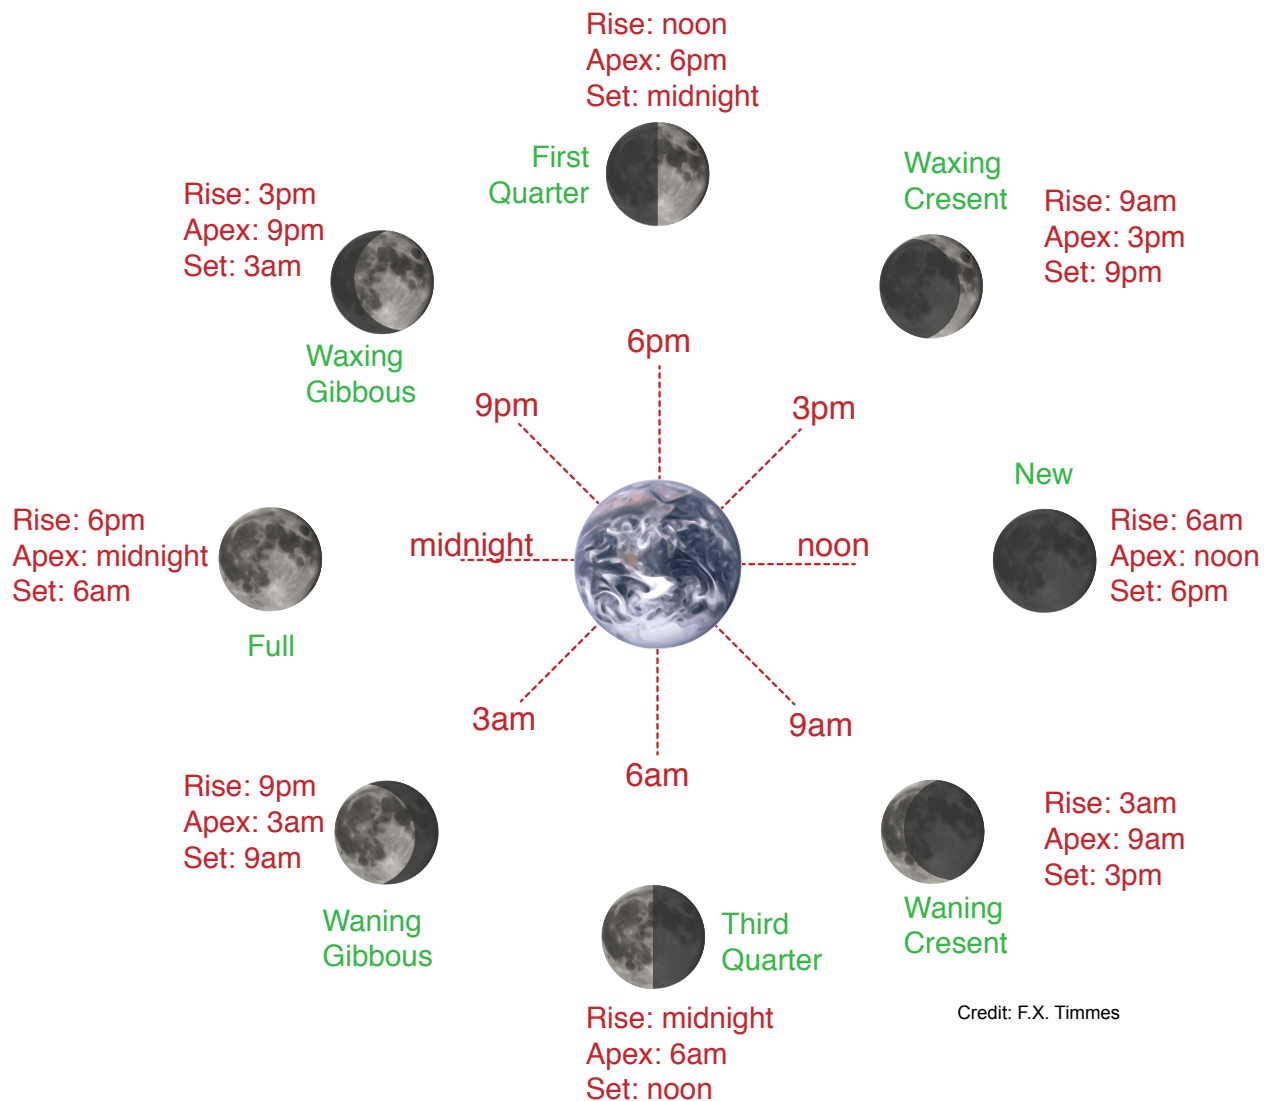 Rise: noon
Apex: 6pm
Set: midnight
First
Quarter
Waxing
Cresent
Rise: 9am
Apex: 3pm
Set: 9pm
Rise: 3pm
Apex: 9pm
Set: 3am
Waxing
Gibbous
6pm
9pm
3pm
New
Rise: 6am
Apex: noon
Set: 6pm
Rise: 6pm
Apex: midnight
Set: 6am
Full
midnight
noon
3am
9am
6am
Rise: 9pm
Apex: 3am
Set: 9am
Waning
Gibbous
Third
Quarter
Rise: midnight
Apex: 6am
Set: noon
Rise: 3am
Apex: 9am
Set: 3pm
Waning
Cresent
Credit: F.X. Timmes